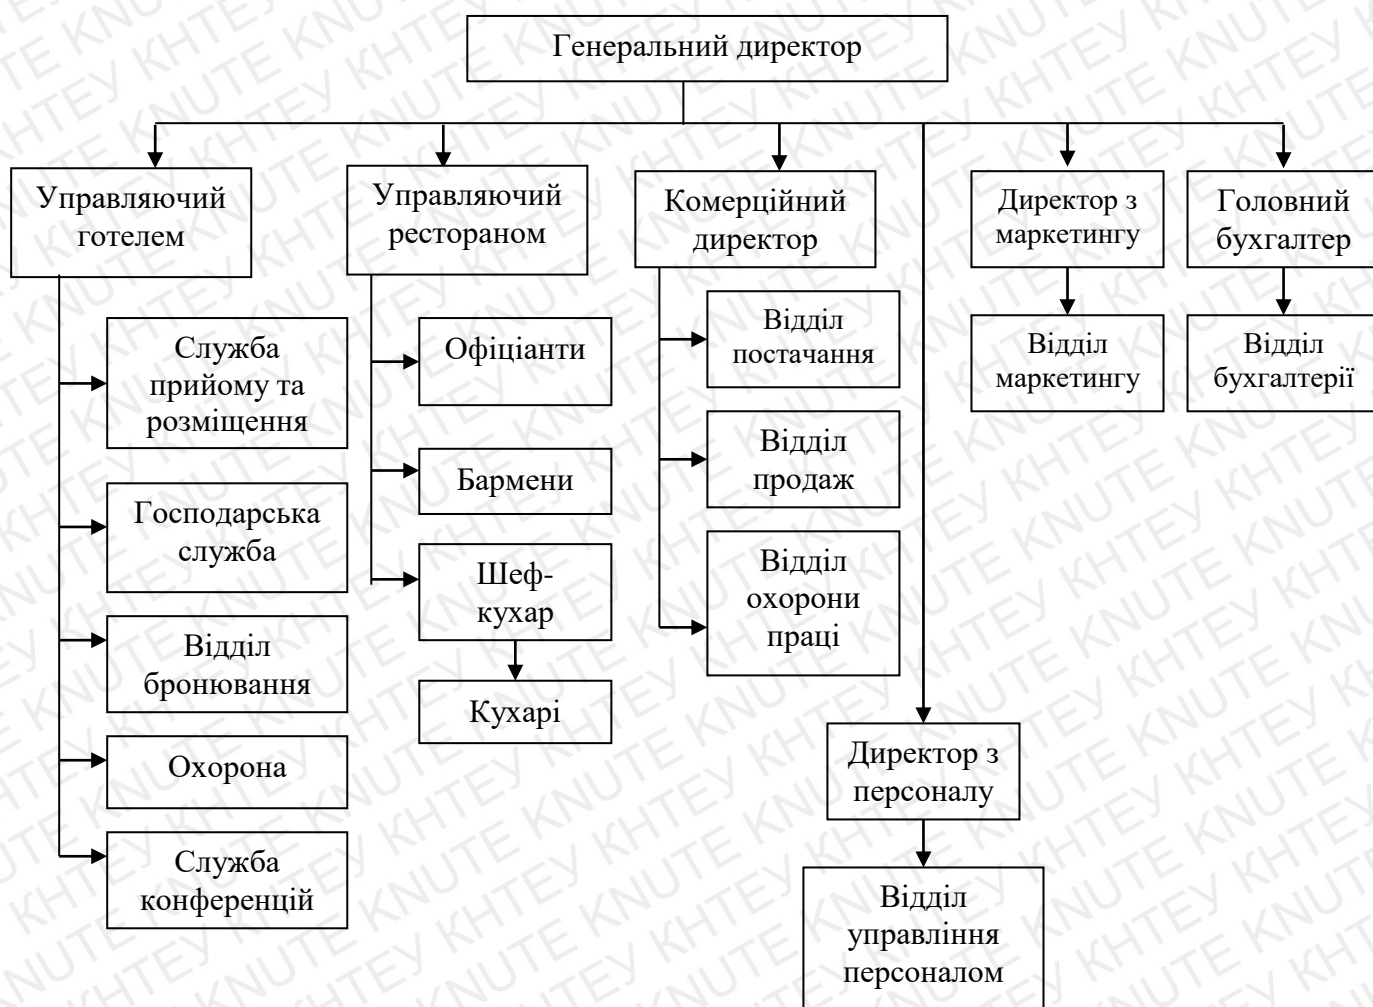 Генеральний директор
Управляючий
готелем
Служба
прийому та
розміщення
Господарська
служба
Відділ
бронювання
Охорона
Служба
конференцій
Управляючий
рестораном
Офіціанти
Бармени
Шеф-
кухар
Кухарі
Комерційний
директор
Відділ
постачання
Відділ
продаж
Відділ
охорони
праці
Директор з
персоналу
Відділ
управління
персоналом
Директор з
маркетингу
Відділ
маркетингу
Головний
бухгалтер
Відділ
бухгалтерії